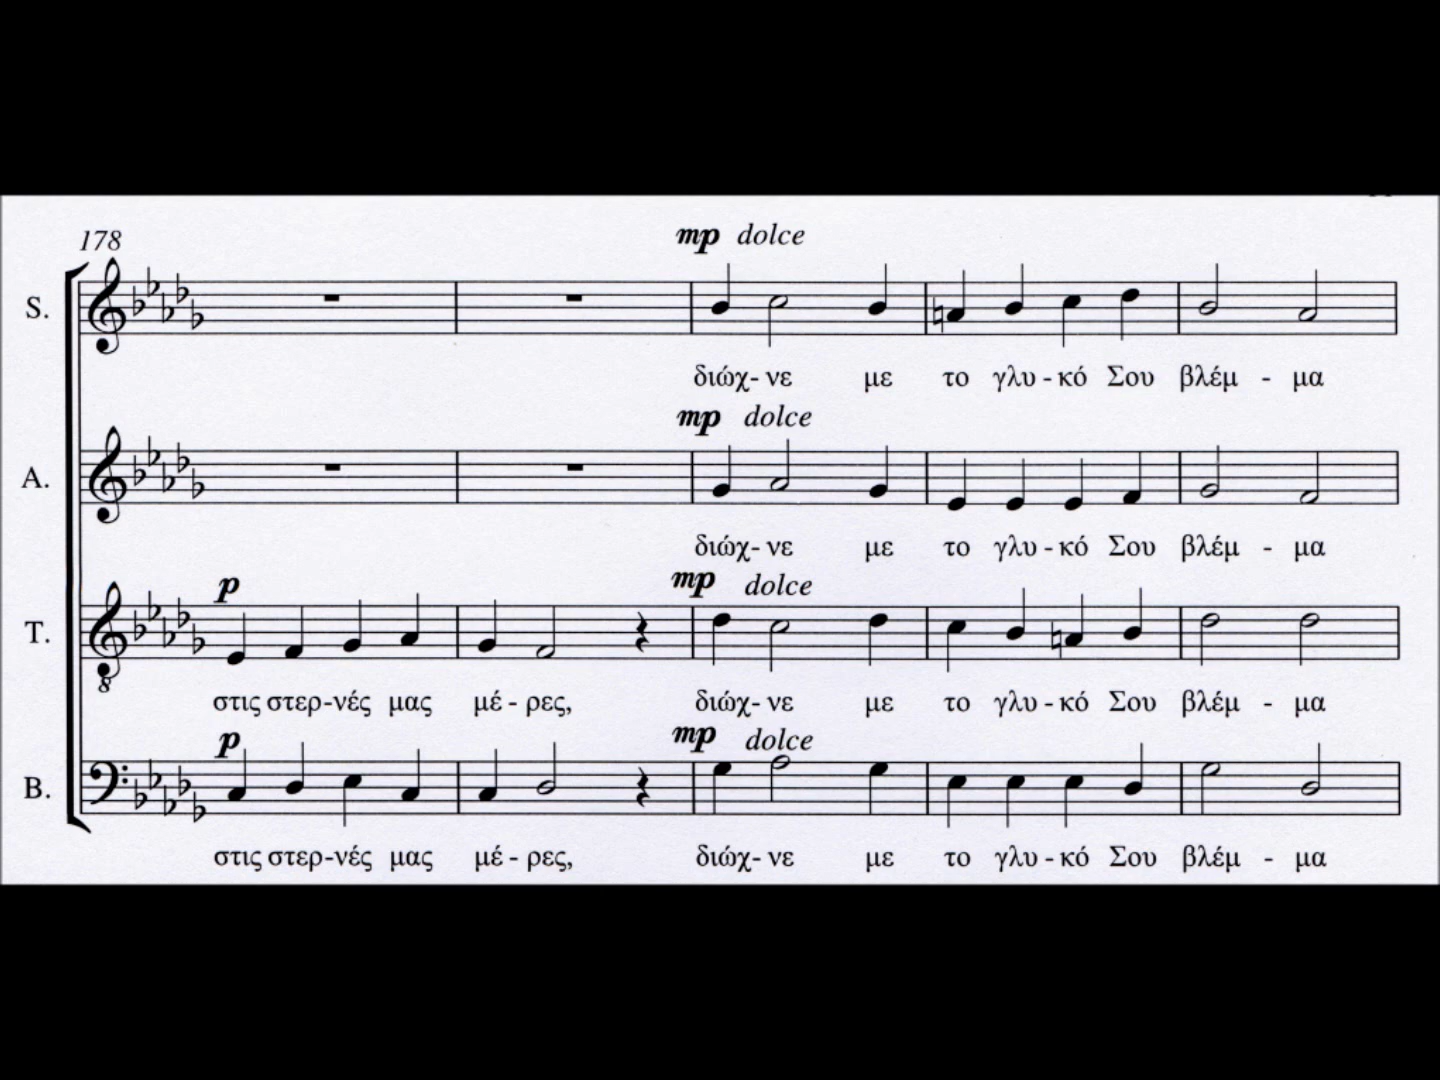 178
mp dolce
S.
διώχ- νε με το γλυ - κό Σου βλέμ - μα
mp dolce
A.
διώχ- νε με το γλυ - κό Σου βλέμ - μα
p mp dolce
T.
8
στις στερ-νές μας μέ - ρες, διώχ- νε με το γλυ - κό Σου βλέμ - μα
p mp dolce
B.
στις στερ-νές μας μέ - ρες, διώχ- νε με το γλυ - κό Σου βλέμ - μα